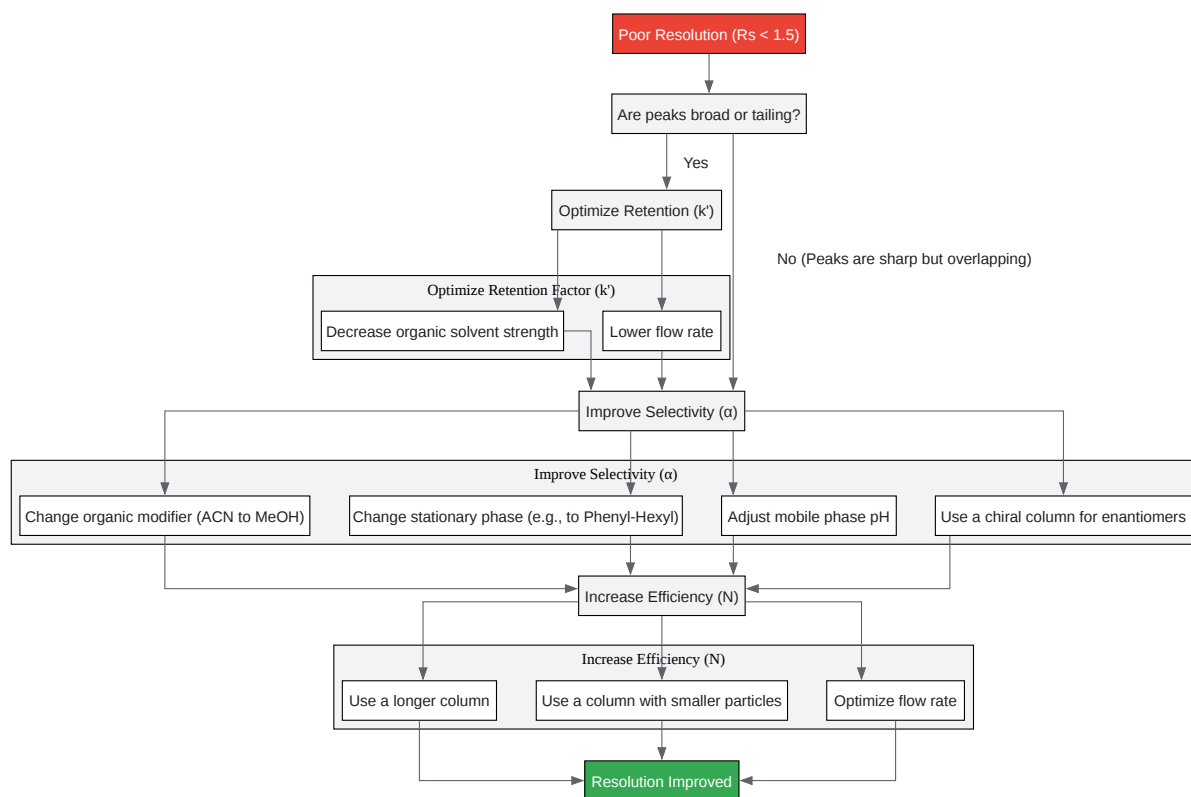 Poor Resolution (Rs < 1.5)
Are peaks broad or tailing?
Yes
Optimize Retention (k')
No (Peaks are sharp but overlapping)
Optimize Retention Factor (k')
Decrease organic solvent strength
Lower flow rate
Improve Selectivity (α)
Improve Selectivity (α)
Change organic modifier (ACN to MeOH)
Change stationary phase (e.g., to Phenyl-Hexyl)
Adjust mobile phase pH
Use a chiral column for enantiomers
Increase Efficiency (N)
Increase Efficiency (N)
Use a longer column
Use a column with smaller particles
Optimize flow rate
Resolution Improved